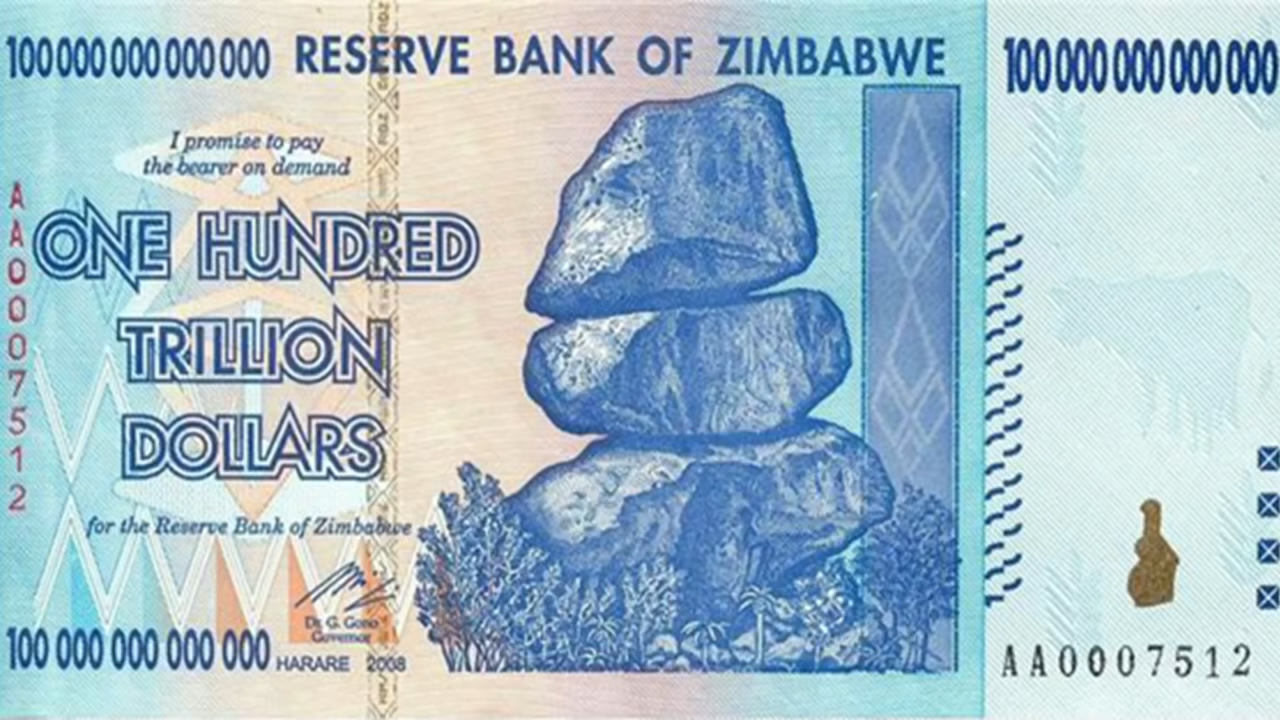 100 000 000 000 000 RESERVE BANK OF ZIMBABWE 100 000 000 000 000
I promise to pay
the bearer on demand
ONE HUNDRED
TRILLION
DOLLARS
for the Reserve Bank of Zimbabwe
Dr G. Gono
Governor
100 000 000 000 000 HARARE 2008
AA0007512
AA0007512